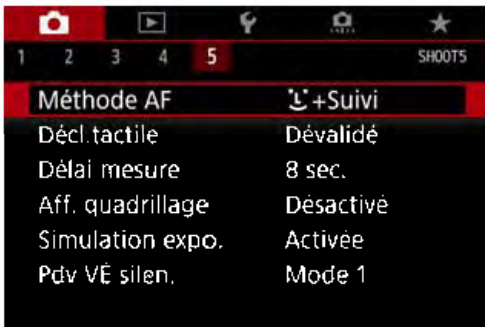 1 2 3 4 5 SHOOT5
Méthode AF +Suivi
Décl.tactile Dévalidé
Délai mesure 8 sec.
Aff. quadrillage Désactivé
Simulation expo. Activée
Pdv VÉ silen. Mode 1